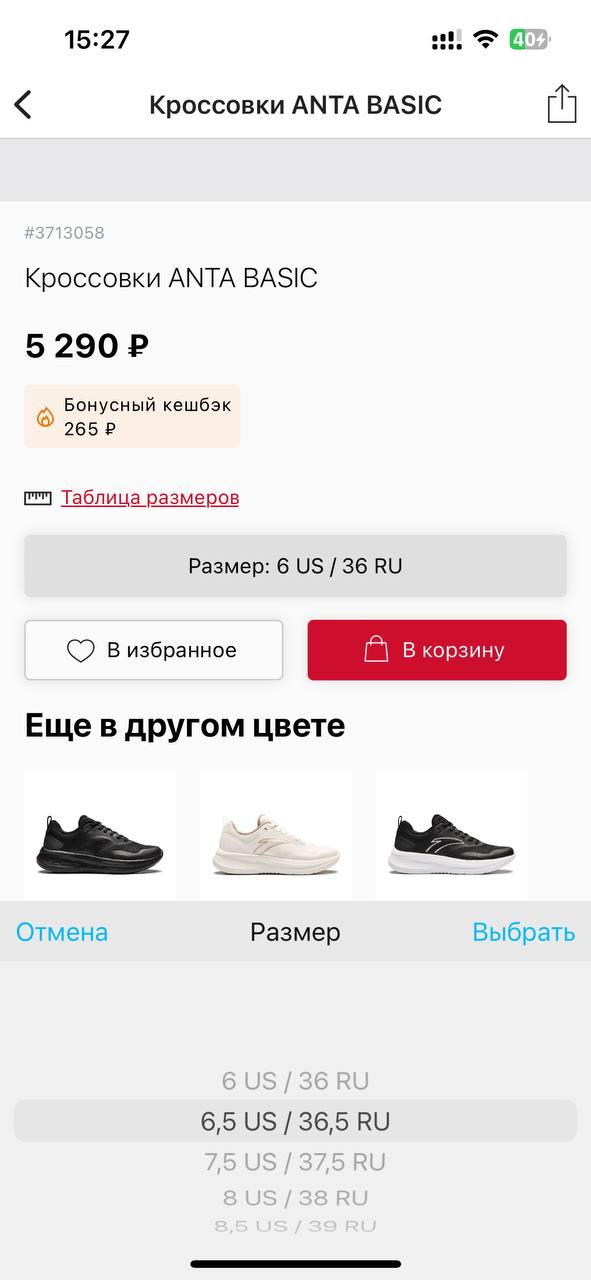 15:27
40
Кроссовки ANTA BASIC
#3713058
Кроссовки ANTA BASIC
5 290 ₽
Бонусный кешбэк
265 ₽
Таблица размеров
Размер: 6 US / 36 RU
В избранное
В корзину
Еще в другом цвете
Отмена
Размер
Выбрать
6 US / 36 RU
6,5 US / 36,5 RU
7,5 US / 37,5 RU
8 US / 38 RU
8,5 US / 39 RU